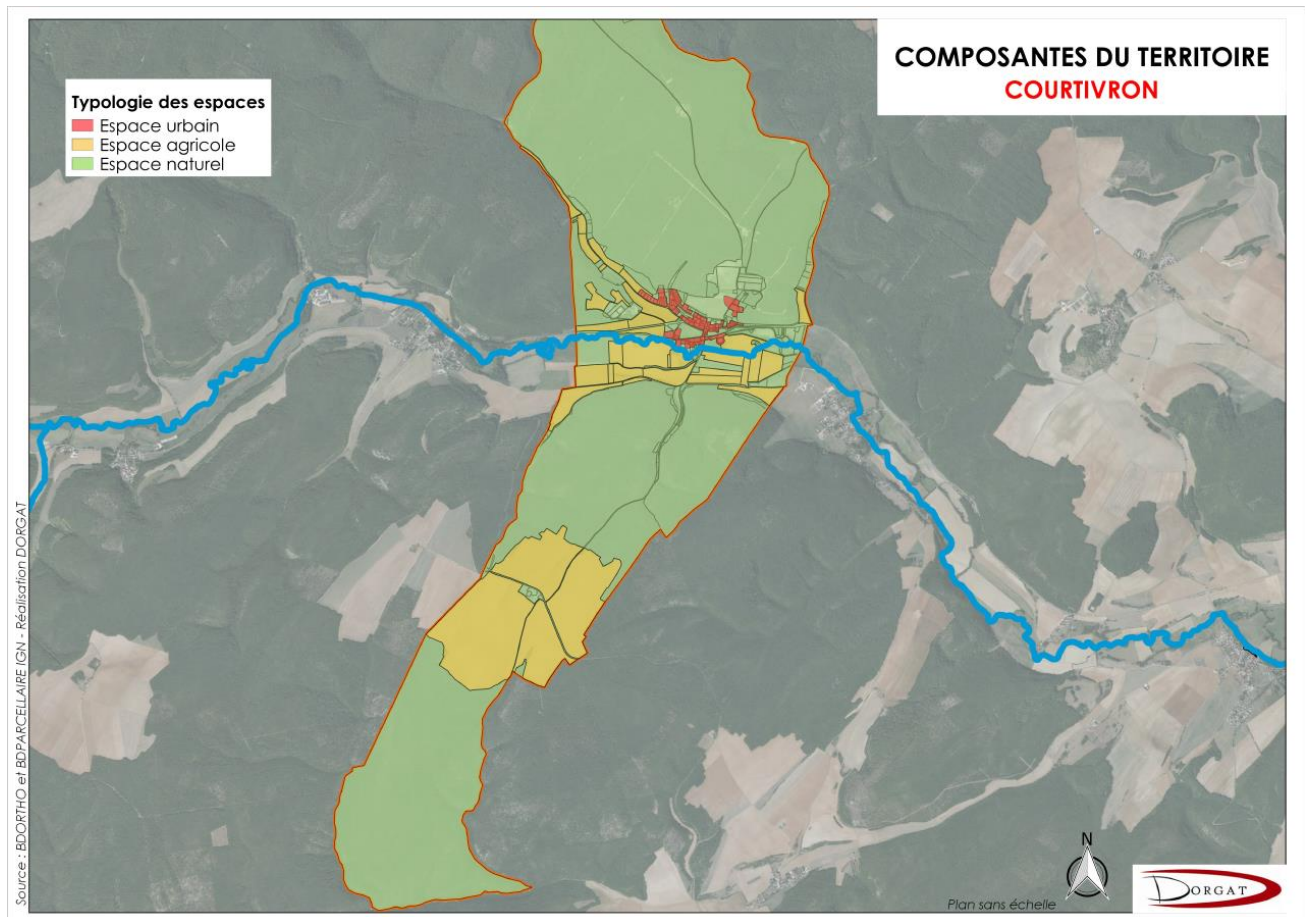 COMPOSANTES DU TERRITOIRE
COURTIVRON
Typologie des espaces
Espace urbain
Espace agricole
Espace naturel
Source : BDORTHO et BDPARCELLAIRE IGN - Réalisation DORGAT
N
Plan sans échelle
DORGAT